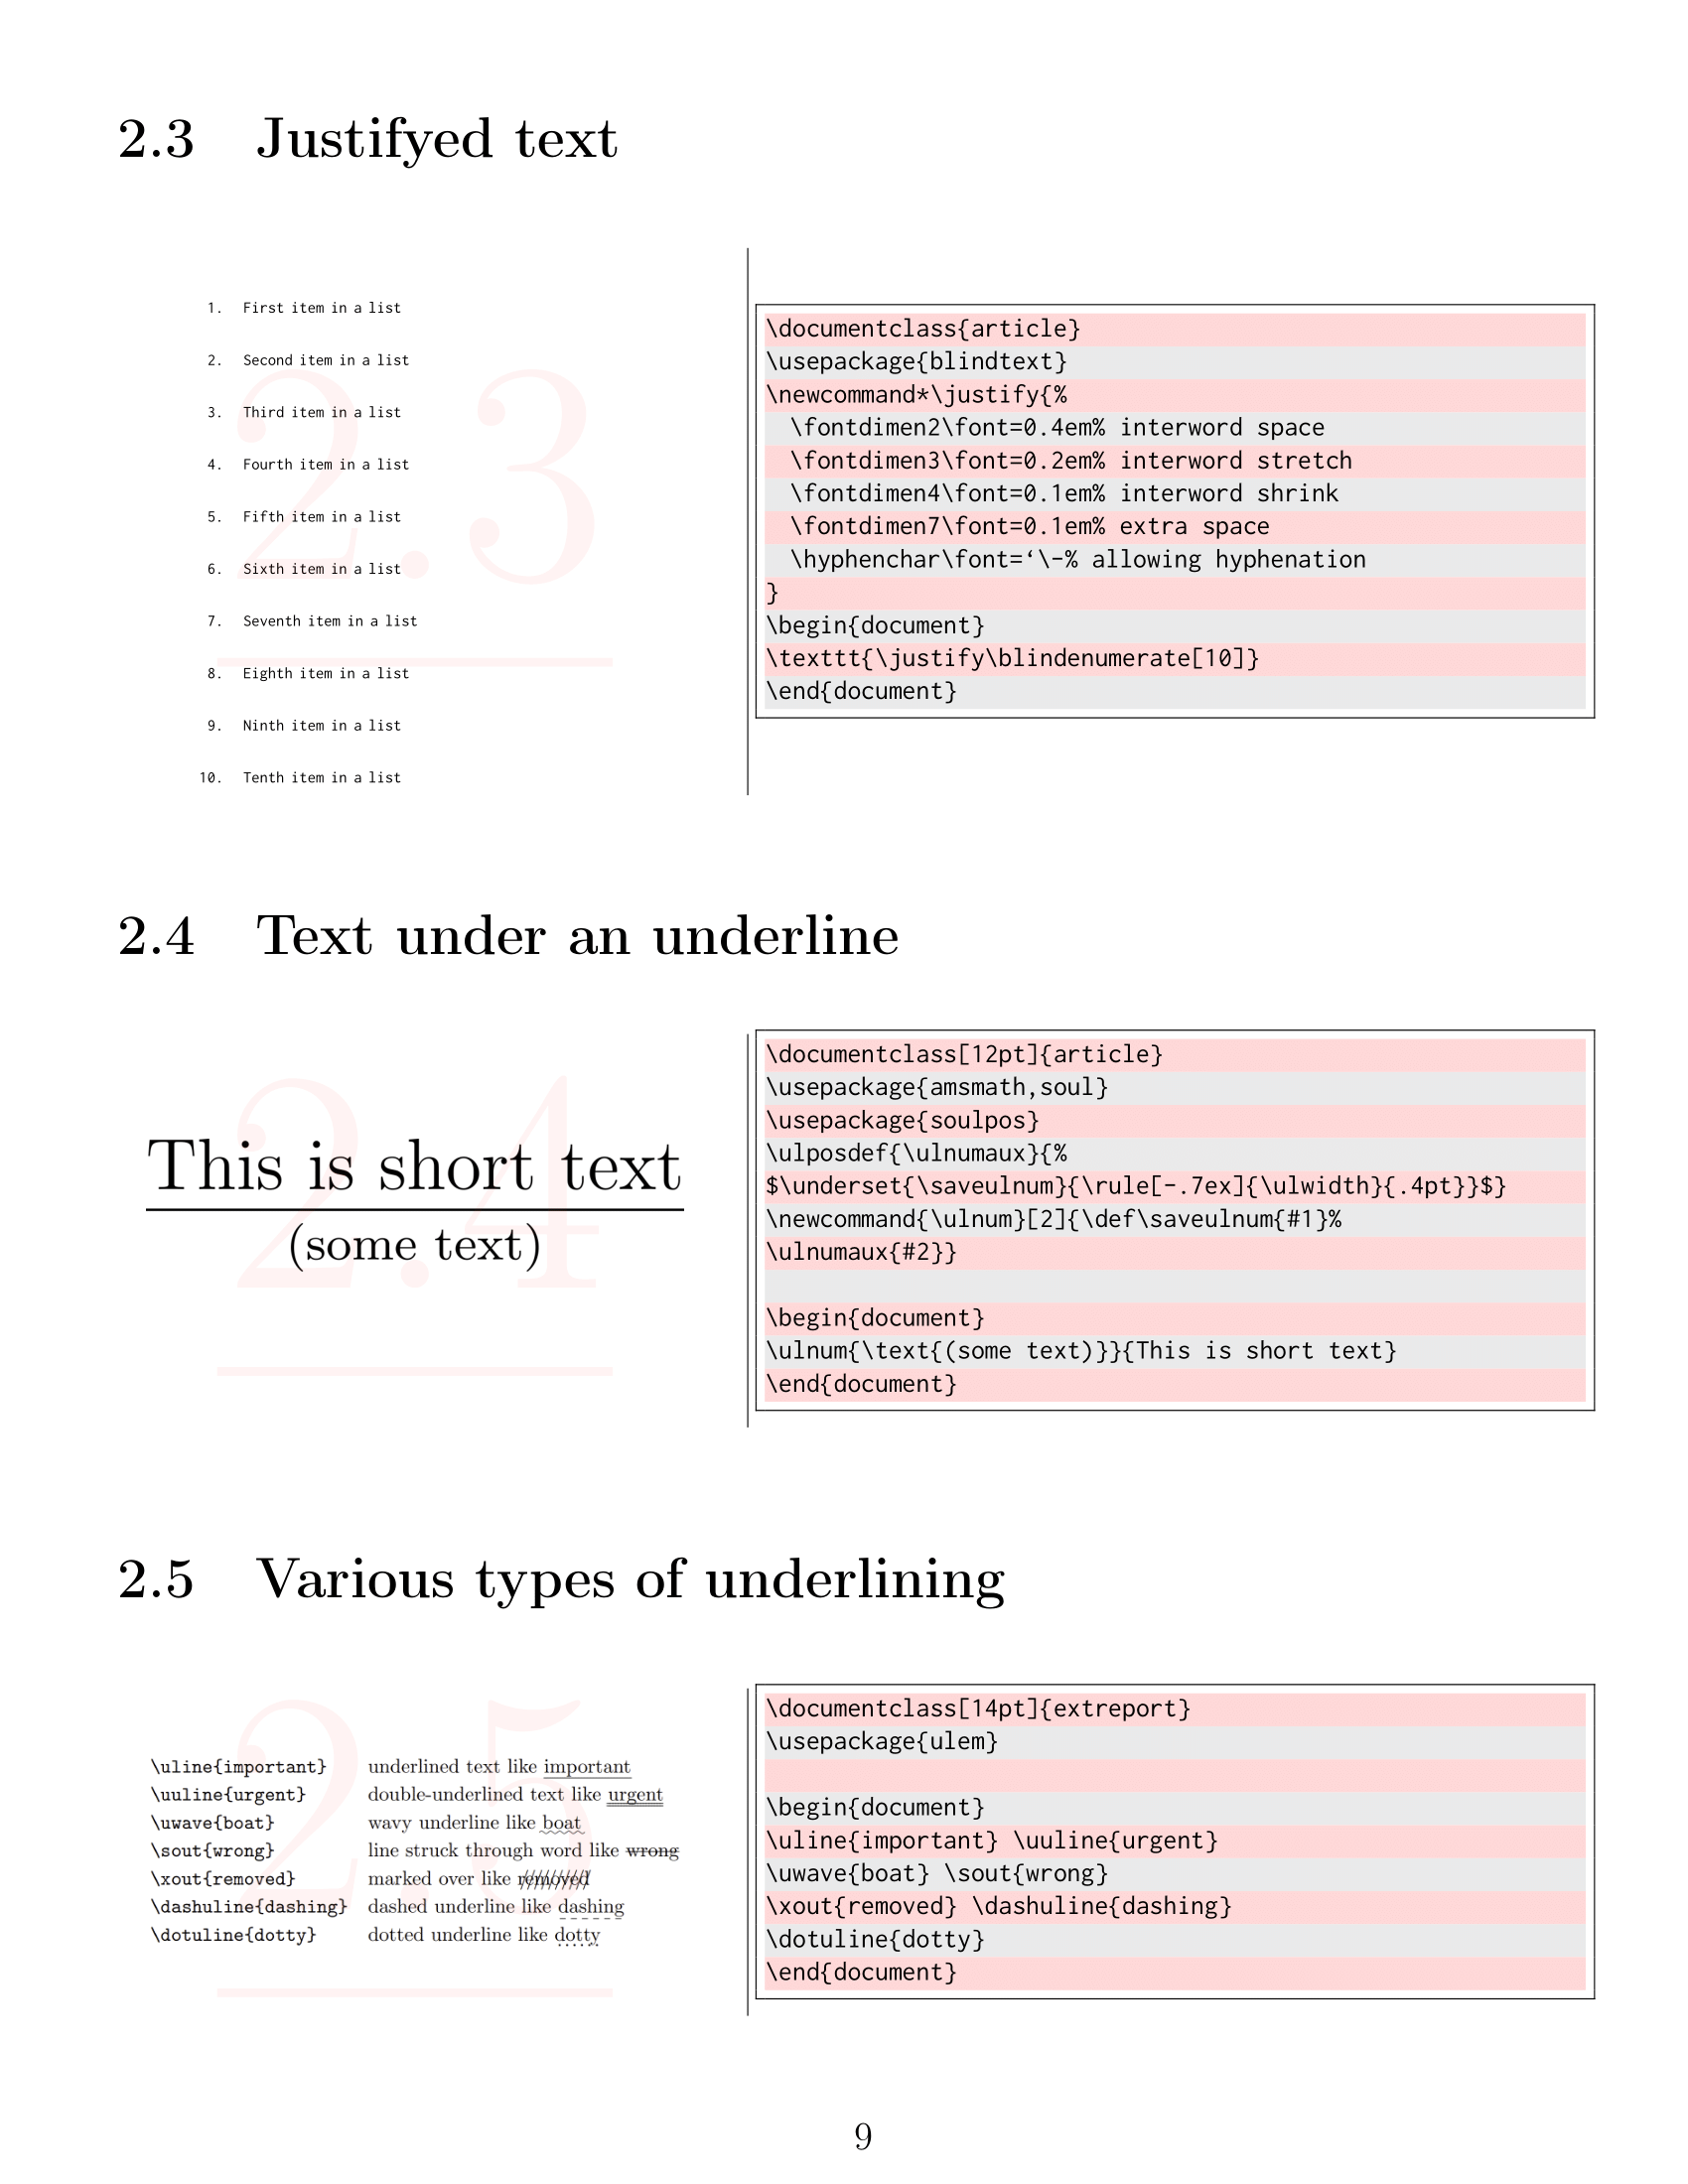 2.3 Justifyed text
1. First item in a list
2. Second item in a list
3. Third item in a list
4. Fourth item in a list
5. Fifth item in a list
6. Sixth item in a list
7. Seventh item in a list
8. Eighth item in a list
9. Ninth item in a list
10. Tenth item in a list
2.3
\documentclass{article}
\usepackage{blindtext}
\newcommand*\justify{%
  \fontdimen2\font=0.4em% interword space
  \fontdimen3\font=0.2em% interword stretch
  \fontdimen4\font=0.1em% interword shrink
  \fontdimen7\font=0.1em% extra space
  \hyphenchar\font=‘\-% allowing hyphenation
}
\begin{document}
\texttt{\justify\blindenumerate[10]}
\end{document}
2.4 Text under an underline
This is short text
(some text)
2.4
\documentclass[12pt]{article}
\usepackage{amsmath,soul}
\usepackage{soulpos}
\ulposdef{\ulnumaux}{%
$\underset{\saveulnum}{\rule[-.7ex]{\ulwidth}{.4pt}}$}
\newcommand{\ulnum}[2]{\def\saveulnum{#1}%
\ulnumaux{#2}}
\begin{document}
\ulnum{\text{(some text)}}{This is short text}
\end{document}
2.5 Various types of underlining
\uline{important} underlined text like important
\uuline{urgent} double-underlined text like urgent
\uwave{boat} wavy underline like boat
\sout{wrong} line struck through word like wrong
\xout{removed} marked over like removed
\dashuline{dashing} dashed underline like dashing
\dotuline{dotty} dotted underline like dotty
2.5
\documentclass[14pt]{extreport}
\usepackage{ulem}
\begin{document}
\uline{important} \uuline{urgent}
\uwave{boat} \sout{wrong}
\xout{removed} \dashuline{dashing}
\dotuline{dotty}
\end{document}
9